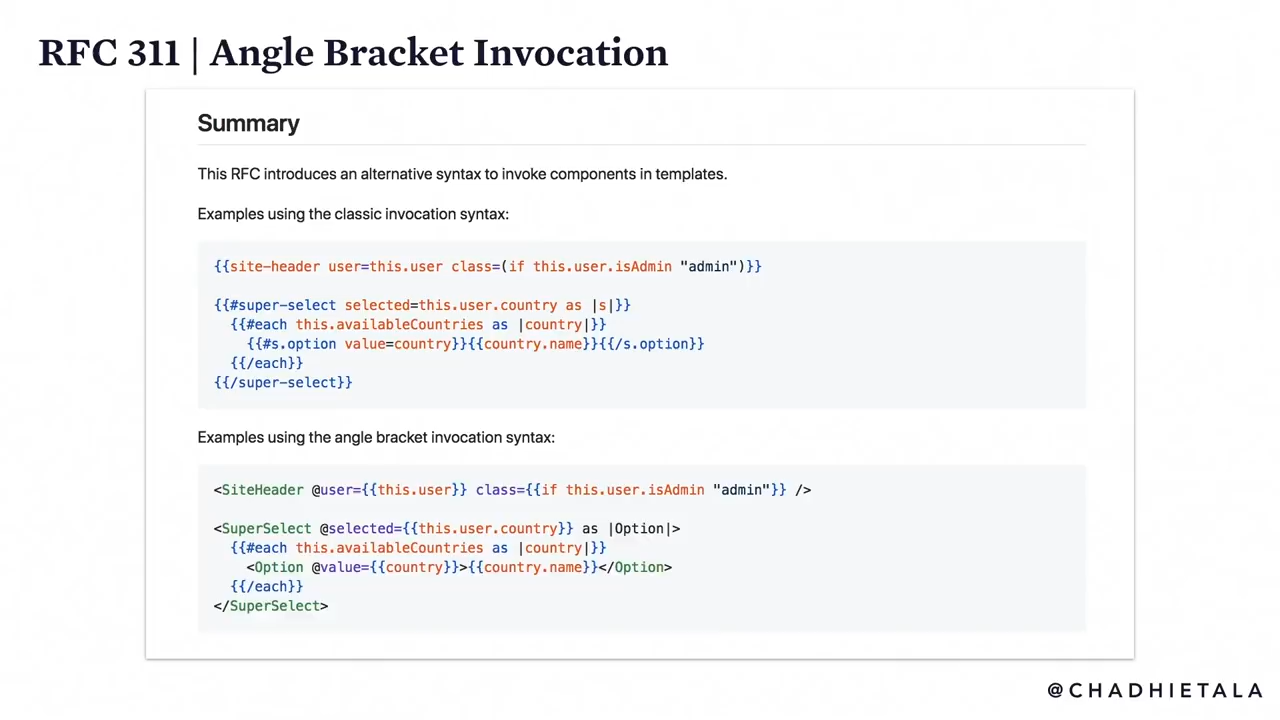 RFC 311 | Angle Bracket Invocation
Summary
This RFC introduces an alternative syntax to invoke components in templates.
Examples using the classic invocation syntax:
{{site-header user=this.user class=(if this.user.isAdmin "admin")}}
{{#super-select selected=this.user.country as |s|}}
  {{#each this.availableCountries as |country|}}
    {{#s.option value=country}}{{country.name}}{{/s.option}}
  {{/each}}
{{/super-select}}
Examples using the angle bracket invocation syntax:
<SiteHeader @user={{this.user}} class={{if this.user.isAdmin "admin"}} />
<SuperSelect @selected={{this.user.country}} as |Option|>
  {{#each this.availableCountries as |country|}}
    <Option @value={{country}}>{{country.name}}</Option>
  {{/each}}
</SuperSelect>
@CHADHIETALA